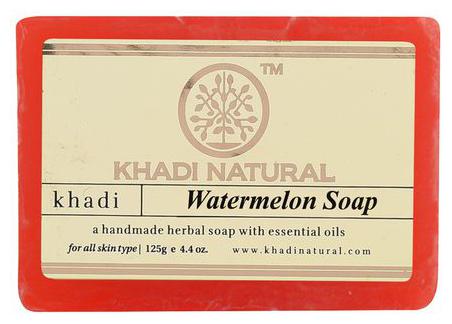 TM
KHADI NATURAL
khadi Watermelon Soap
a handmade herbal soap with essential oils
for all skin type| 125g e 4.4 oz. www.khadinatural.com